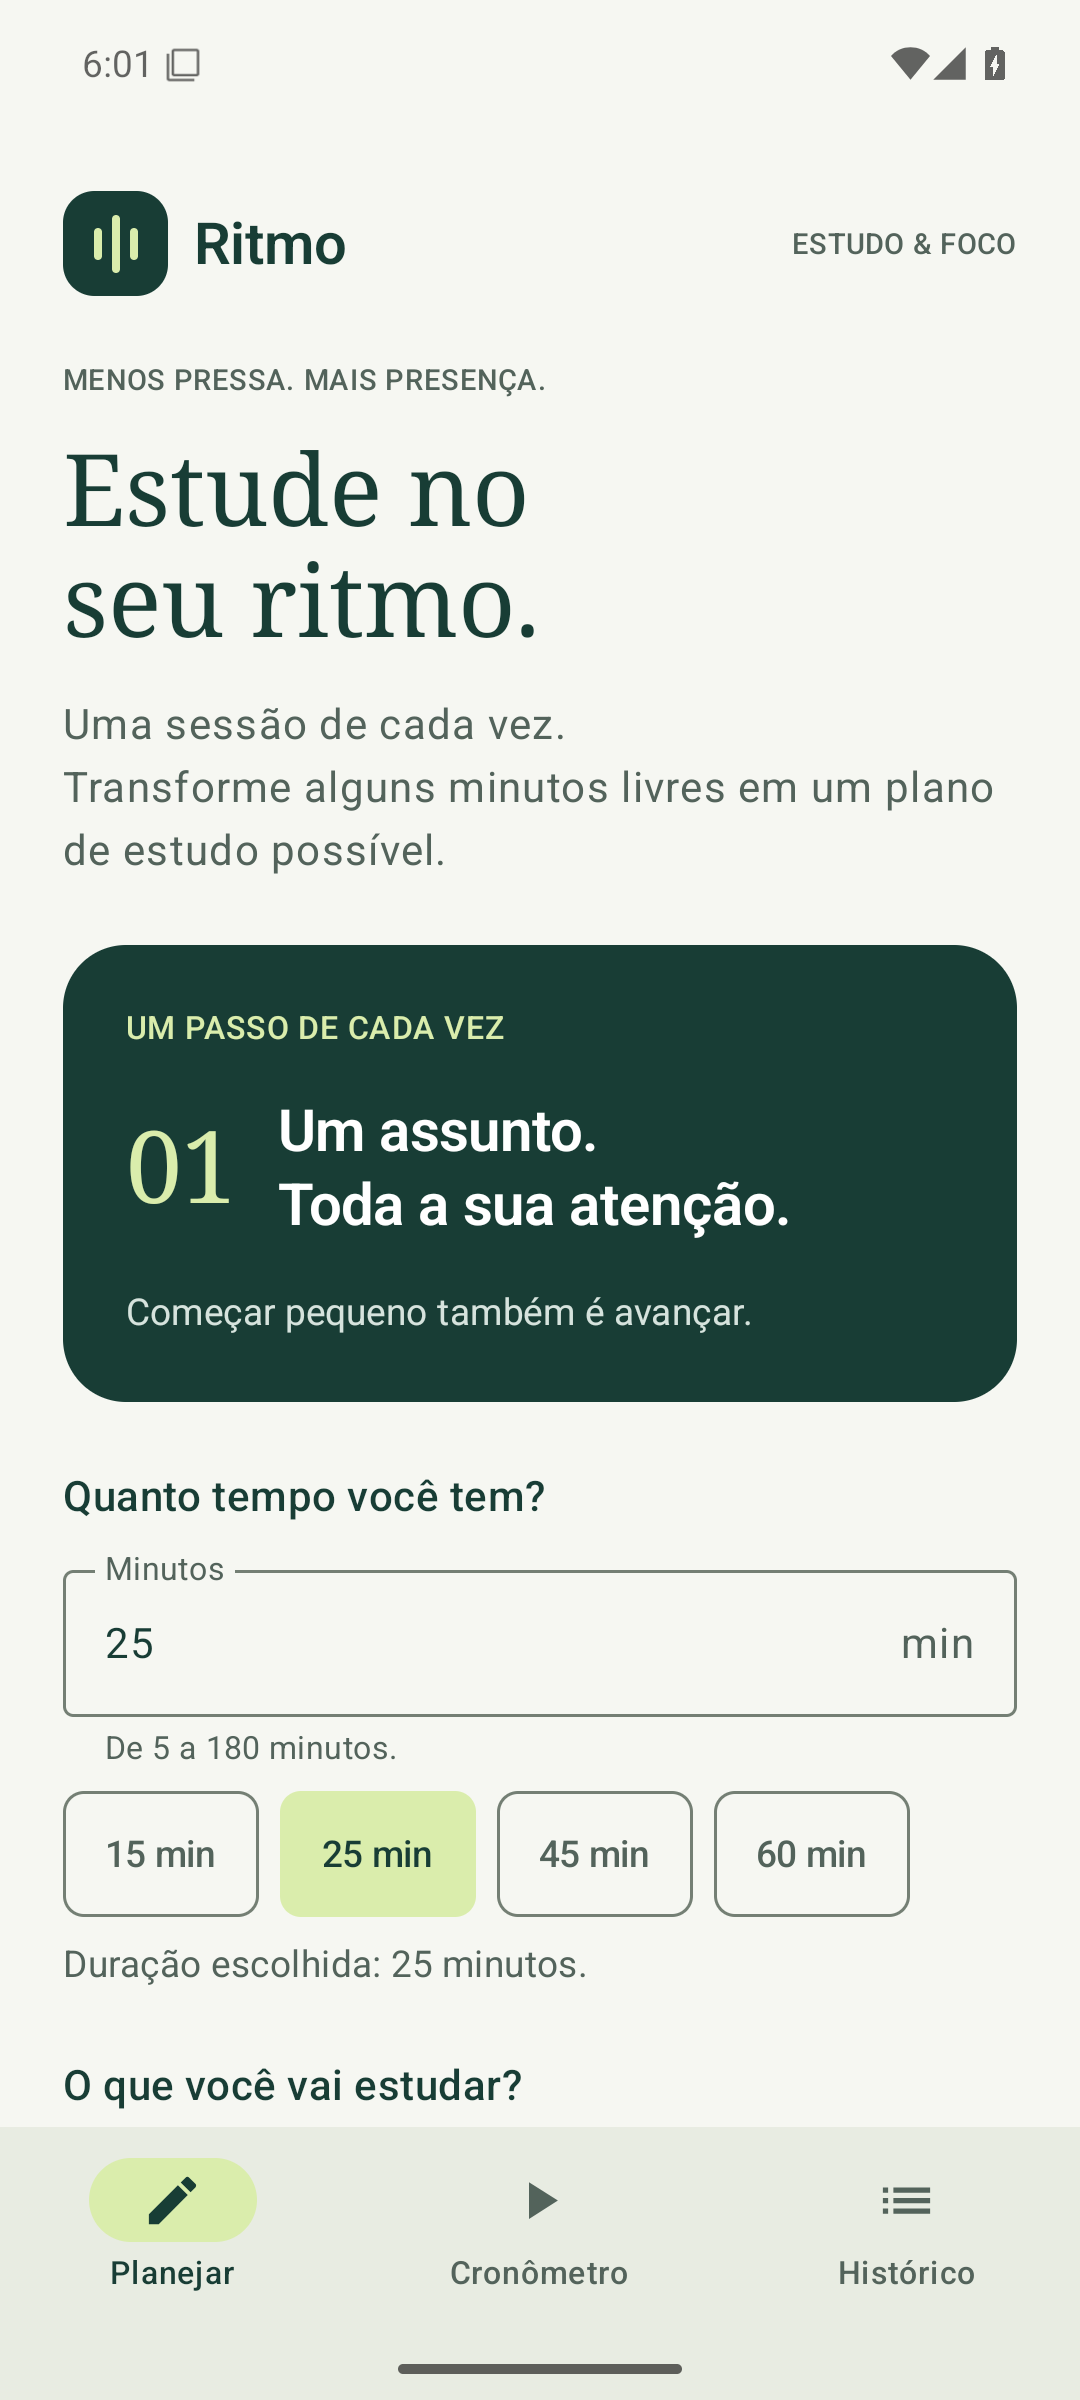 6:01
Ritmo
ESTUDO & FOCO
MENOS PRESSA. MAIS PRESENÇA.
Estude no
seu ritmo.
Uma sessão de cada vez.
Transforme alguns minutos livres em um plano
de estudo possível.
UM PASSO DE CADA VEZ
01
Um assunto.
Toda a sua atenção.
Começar pequeno também é avançar.
Quanto tempo você tem?
Minutos
25 min
De 5 a 180 minutos.
15 min 25 min 45 min 60 min
Duração escolhida: 25 minutos.
O que você vai estudar?
Planejar Cronômetro Histórico